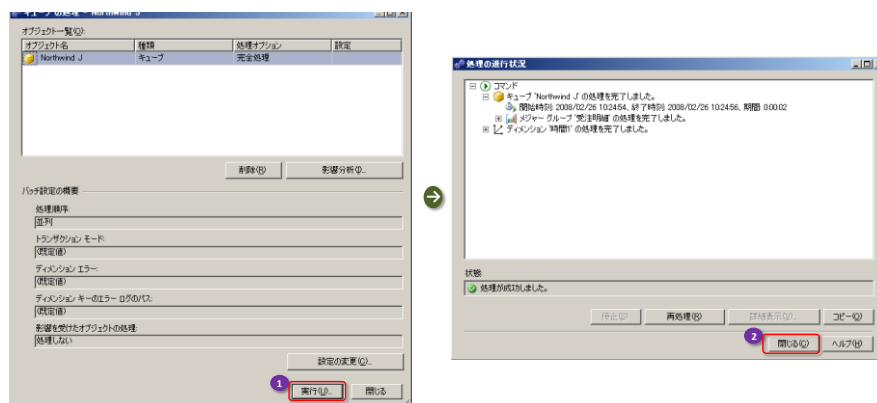 キューブの処理 - Northwind J
オブジェクト一覧(O):
オブジェクト名 種類 処理オプション 設定
Northwind J キューブ 完全処理
削除(R) 影響分析(I)...
バッチ設定の概要
処理順序:
並列
トランザクション モード:
(既定値)
ディメンション エラー:
(既定値)
ディメンション キーのエラー ログのパス:
(既定値)
影響を受けたオブジェクトの処理:
処理しない
設定の変更(C)...
1
実行(U)... 閉じる
処理の進行状況
コマンド
キューブ 'Northwind J' の処理を完了しました。
開始時刻: 2008/02/26 10:24:54、終了時刻: 2008/02/26 10:24:56、期間: 0:00:02
メジャー グループ '受注明細' の処理を完了しました。
ディメンション '時間1' の処理を完了しました。
状態:
処理が成功しました。
停止(S) 再処理(R) 詳細表示(V)... コピー(C)
2
閉じる(C) ヘルプ(H)